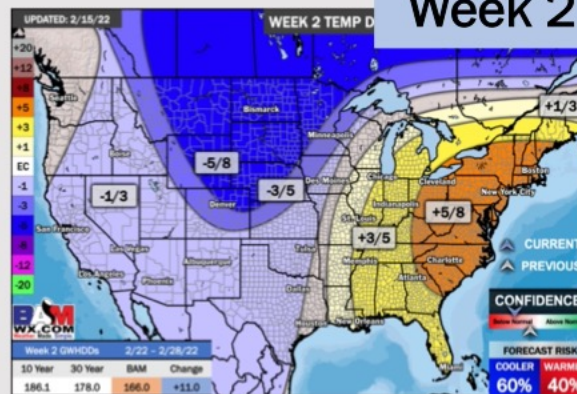 Week 2
UPDATED: 2/15/22
WEEK 2 TEMP D
+20
+12
+8
+5
+3
+1
EC
-1
-3
-5
-8
-12
-20
Seattle
Bismarck
Minneapolis
Boise
-5/8
-1/3
-3/5
+1/3
Des Moines
Chicago
Cleveland
Boston
New York City
Denver
Indianapolis
+5/8
San Francisco
St. Louis
+3/5
Las Vegas
Tulsa
Memphis
Charlotte
Los Angeles
Albuquerque
Phoenix
Atlanta
Dallas
Houston
New Orleans
Miami
CURRENT
PREVIOUS
CONFIDENCE
Below Normal
Above Norm
FORECAST RISK
COOLER
WARME
60%
40%
BAM
WX.COM
Week 2 GWHDDs
2/22 - 2/28/22
10 Year
30 Year
BAM
Change
186.1
178.0
166.0
+11.0